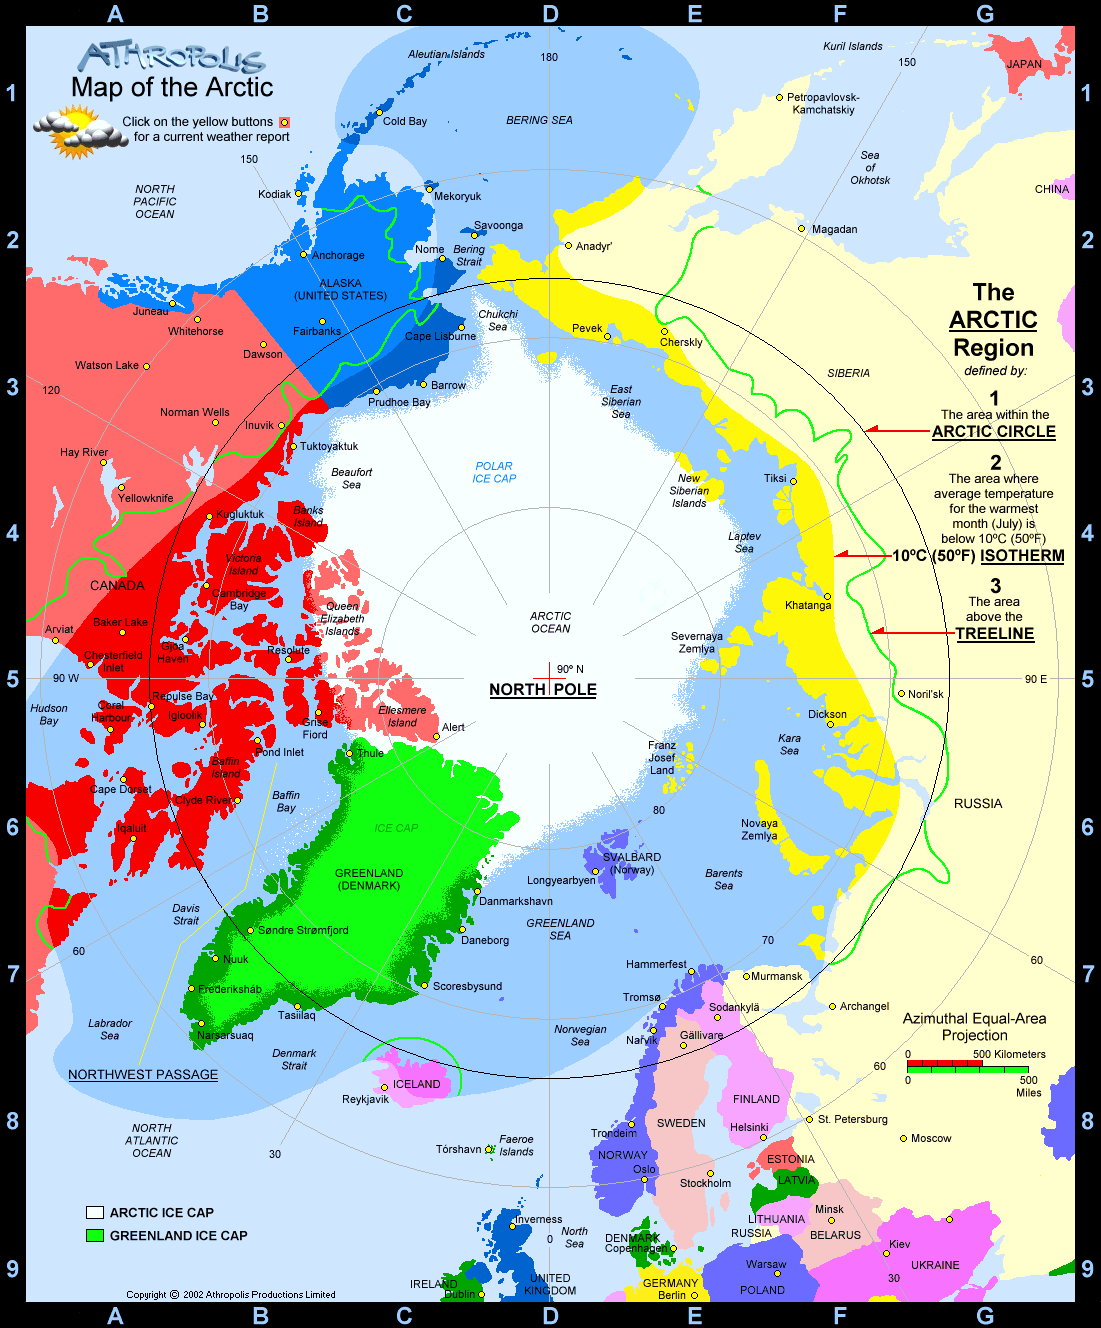 A B C D E F G
1
2
3
4
5
6
7
8
9
ATHROPOLIS
Map of the Arctic
Click on the yellow buttons
for a current weather report
Aleutian Islands
180
Kuril Islands
150
JAPAN
1
Petropavlovsk-
Kamchatskiy
Cold Bay
BERING SEA
150
Sea
of
Okhotsk
NORTH
PACIFIC
OCEAN
Kodiak
Mekoryuk
CHINA
Savoonga
2
Magadan
Anchorage
Nome
Bering
Strait
Anadyr'
ALASKA
(UNITED STATES)
Juneau
Whitehorse
Fairbanks
Chukchi
Sea
Cape Lisburne
Pevek
Cherskly
The
ARCTIC
Region
defined by:
Dawson
Watson Lake
120
Barrow
Prudhoe Bay
East
Siberian
Sea
SIBERIA
3
1
The area within the
ARCTIC CIRCLE
Norman Wells
Inuvik
Tuktoyaktuk
Hay River
Yellowknife
Beaufort
Sea
POLAR
ICE CAP
New
Siberian
Islands
Tiksi
2
The area where
average temperature
for the warmest
month (July) is
below 10ºC (50ºF)
10ºC (50ºF) ISOTHERM
Kugluktuk
Banks
Island
Laptev
Sea
4
Victoria
Island
CANADA
Cambridge
Bay
Queen
Elizabeth
Islands
Khatanga
3
The area
above the
TREELINE
ARCTIC
OCEAN
Arviat
Baker Lake
Gjoa
Haven
Chesterfield
Inlet
Resolute
Severnaya
Zemlya
90 W
90º N
NORTH POLE
90 E
5
Hudson
Bay
Coral
Harbour
Repulse Bay
Igloolik
Grise
Fiord
Ellesmere
Island
Alert
Noril'sk
Dickson
Pond Inlet
Thule
Franz
Josef
Land
Kara
Sea
Baffin
Island
Cape Dorset
Clyde River
Baffin
Bay
80
RUSSIA
Iqaluit
ICE CAP
Novaya
Zemlya
6
GREENLAND
(DENMARK)
SVALBARD
(Norway)
Longyearbyen
Barents
Sea
Danmarkshavn
Davis
Strait
Søndre Strømfjord
GREENLAND
SEA
Daneborg
70
60
Nuuk
Hammerfest
Murmansk
60
7
Frederikshåb
Scoresbysund
Tromsø
Sodankylä
Archangel
Tasiilaq
Labrador
Sea
Narsarsuaq
Norwegian
Sea
Narvik
Gällivare
Azimuthal Equal-Area
Projection
0 500 Kilometers
0 500
Miles
Denmark
Strait
60
NORTHWEST PASSAGE
ICELAND
Reykjavik
FINLAND
St. Petersburg
8
NORTH
ATLANTIC
OCEAN
30
Tórshavn
Faeroe
Islands
Trondeim
SWEDEN
Helsinki
Moscow
NORWAY
Oslo
Stockholm
ESTONIA
LATVIA
ARCTIC ICE CAP
GREENLAND ICE CAP
Inverness
0
North
Sea
DENMARK
Copenhagen
LITHUANIA
RUSSIA
Minsk
BELARUS
Kiev
UKRAINE
9
IRELAND
Dublin
UNITED
KINGDOM
GERMANY
Berlin
Warsaw
POLAND
30
Copyright © 2002 Athropolis Productions Limited
A B C D E F G